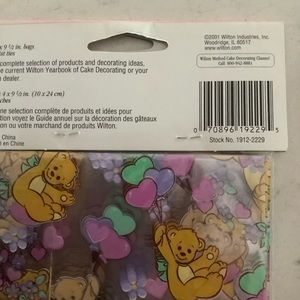 x 9 ½ in. bags
ist ties
©2001 Wilton Industries, Inc.
Woodridge, IL 60517
www.wilton.com
complete selection of products and decorating ideas,
he current Wilton Yearbook of Cake Decorating or your
n dealer.
Wilton Method Cake Decorating Classes!
Call 800-942-8881
4 x 9 ½ in. (10 x 24 cm)
aches
ne sélection complète de produits et d'idées pour
ation voyez le Guide annuel sur la décoration des gâteaux
n ou votre marchand de produits Wilton.
China
é en Chine
0 70896 19229 5
Stock No. 1912-2229